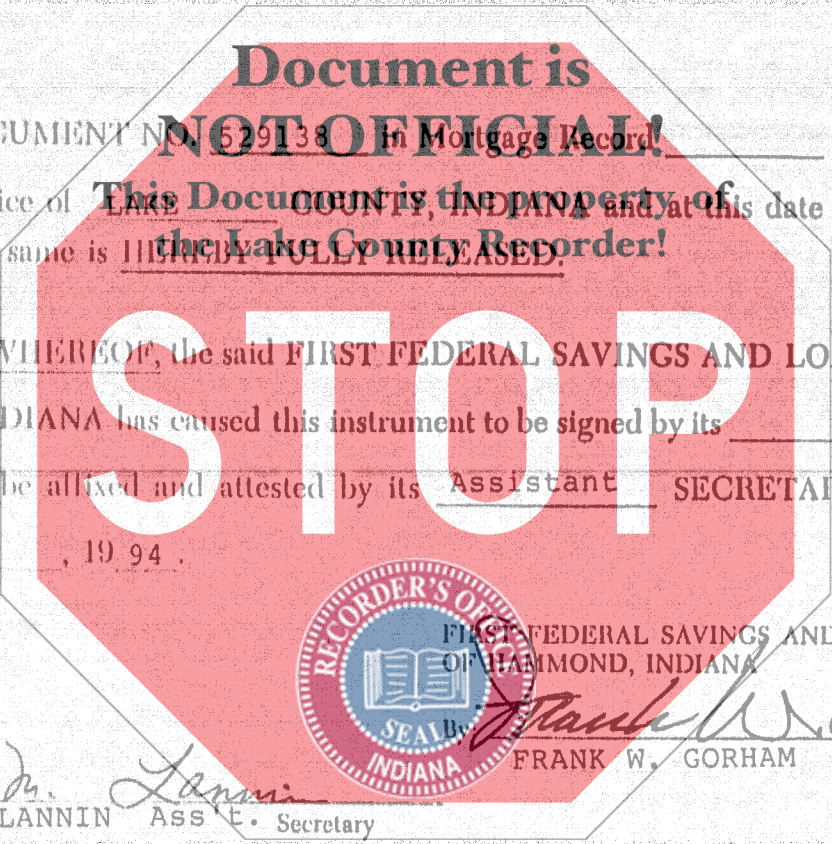 Document is
NOT OFFICIAL!
CUMENT NO. 529138 in Mortgage Record
This Document is the property of
ice of LAKE COUNTY, INDIANA and at this date
the Lake County Recorder!
same is HEREBY FULLY RELEASED.
STOP
WHEREOF, the said FIRST FEDERAL SAVINGS AND LOA
DIANA has caused this instrument to be signed by its
be affixed and attested by its Assistant SECRETAR
, 19 94 .
RECORDER'S OFFICE
SEAL
INDIANA
FIRST FEDERAL SAVINGS AND
OF HAMMOND, INDIANA
By
FRANK W. GORHAM
M. Lannin
LANNIN Ass't. Secretary